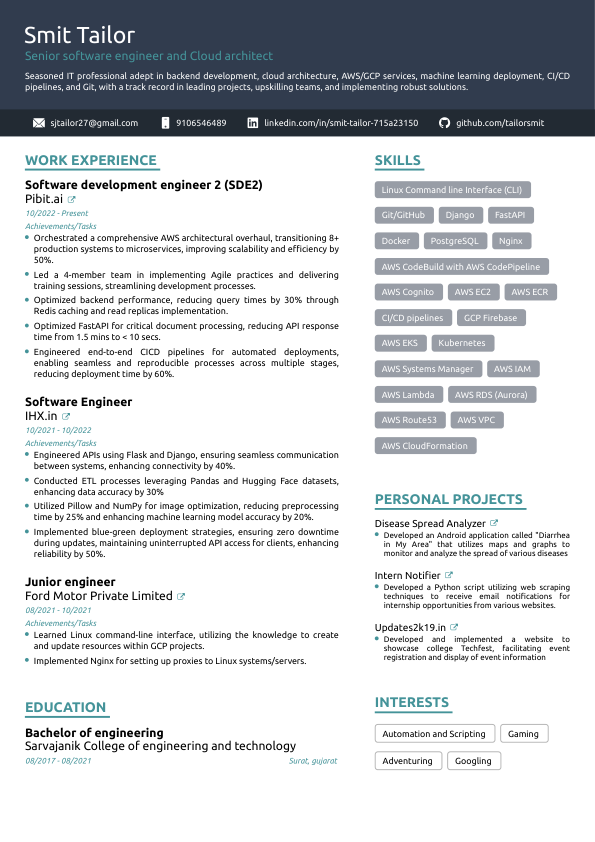 Smit Tailor
Senior software engineer and Cloud architect
Seasoned IT professional adept in backend development, cloud architecture, AWS/GCP services, machine learning deployment, CI/CD
pipelines, and Git, with a track record in leading projects, upskilling teams, and implementing robust solutions.
sjtailor27@gmail.com 9106546489 linkedin.com/in/smit-tailor-715a23150 github.com/tailorsmit
WORK EXPERIENCE
Software development engineer 2 (SDE2)
Pibit.ai
10/2022 - Present
Achievements/Tasks
Orchestrated a comprehensive AWS architectural overhaul, transitioning 8+
production systems to microservices, improving scalability and efficiency by
50%.
Led a 4-member team in implementing Agile practices and delivering
training sessions, streamlining development processes.
Optimized backend performance, reducing query times by 30% through
Redis caching and read replicas implementation.
Optimized FastAPI for critical document processing, reducing API response
time from 1.5 mins to < 10 secs.
Engineered end-to-end CICD pipelines for automated deployments,
enabling seamless and reproducible processes across multiple stages,
reducing deployment time by 60%.
Software Engineer
IHX.in
10/2021 - 10/2022
Achievements/Tasks
Engineered APIs using Flask and Django, ensuring seamless communication
between systems, enhancing connectivity by 40%.
Conducted ETL processes leveraging Pandas and Hugging Face datasets,
enhancing data accuracy by 30%
Utilized Pillow and NumPy for image optimization, reducing preprocessing
time by 25% and enhancing machine learning model accuracy by 20%.
Implemented blue-green deployment strategies, ensuring zero downtime
during updates, maintaining uninterrupted API access for clients, enhancing
reliability by 50%.
Junior engineer
Ford Motor Private Limited
08/2021 - 10/2021
Achievements/Tasks
Learned Linux command-line interface, utilizing the knowledge to create
and update resources within GCP projects.
Implemented Nginx for setting up proxies to Linux systems/servers.
EDUCATION
Bachelor of engineering
Sarvajanik College of engineering and technology
08/2017 - 08/2021 Surat, gujarat
SKILLS
Linux Command line Interface (CLI)
Git/GitHub Django FastAPI
Docker PostgreSQL Nginx
AWS CodeBuild with AWS CodePipeline
AWS Cognito AWS EC2 AWS ECR
CI/CD pipelines GCP Firebase
AWS EKS Kubernetes
AWS Systems Manager AWS IAM
AWS Lambda AWS RDS (Aurora)
AWS Route53 AWS VPC
AWS CloudFormation
PERSONAL PROJECTS
Disease Spread Analyzer
Developed an Android application called "Diarrhea
in My Area" that utilizes maps and graphs to
monitor and analyze the spread of various diseases
Intern Notifier
Developed a Python script utilizing web scraping
techniques to receive email notifications for
internship opportunities from various websites.
Updates2k19.in
Developed and implemented a website to
showcase college Techfest, facilitating event
registration and display of event information
INTERESTS
Automation and Scripting Gaming
Adventuring Googling